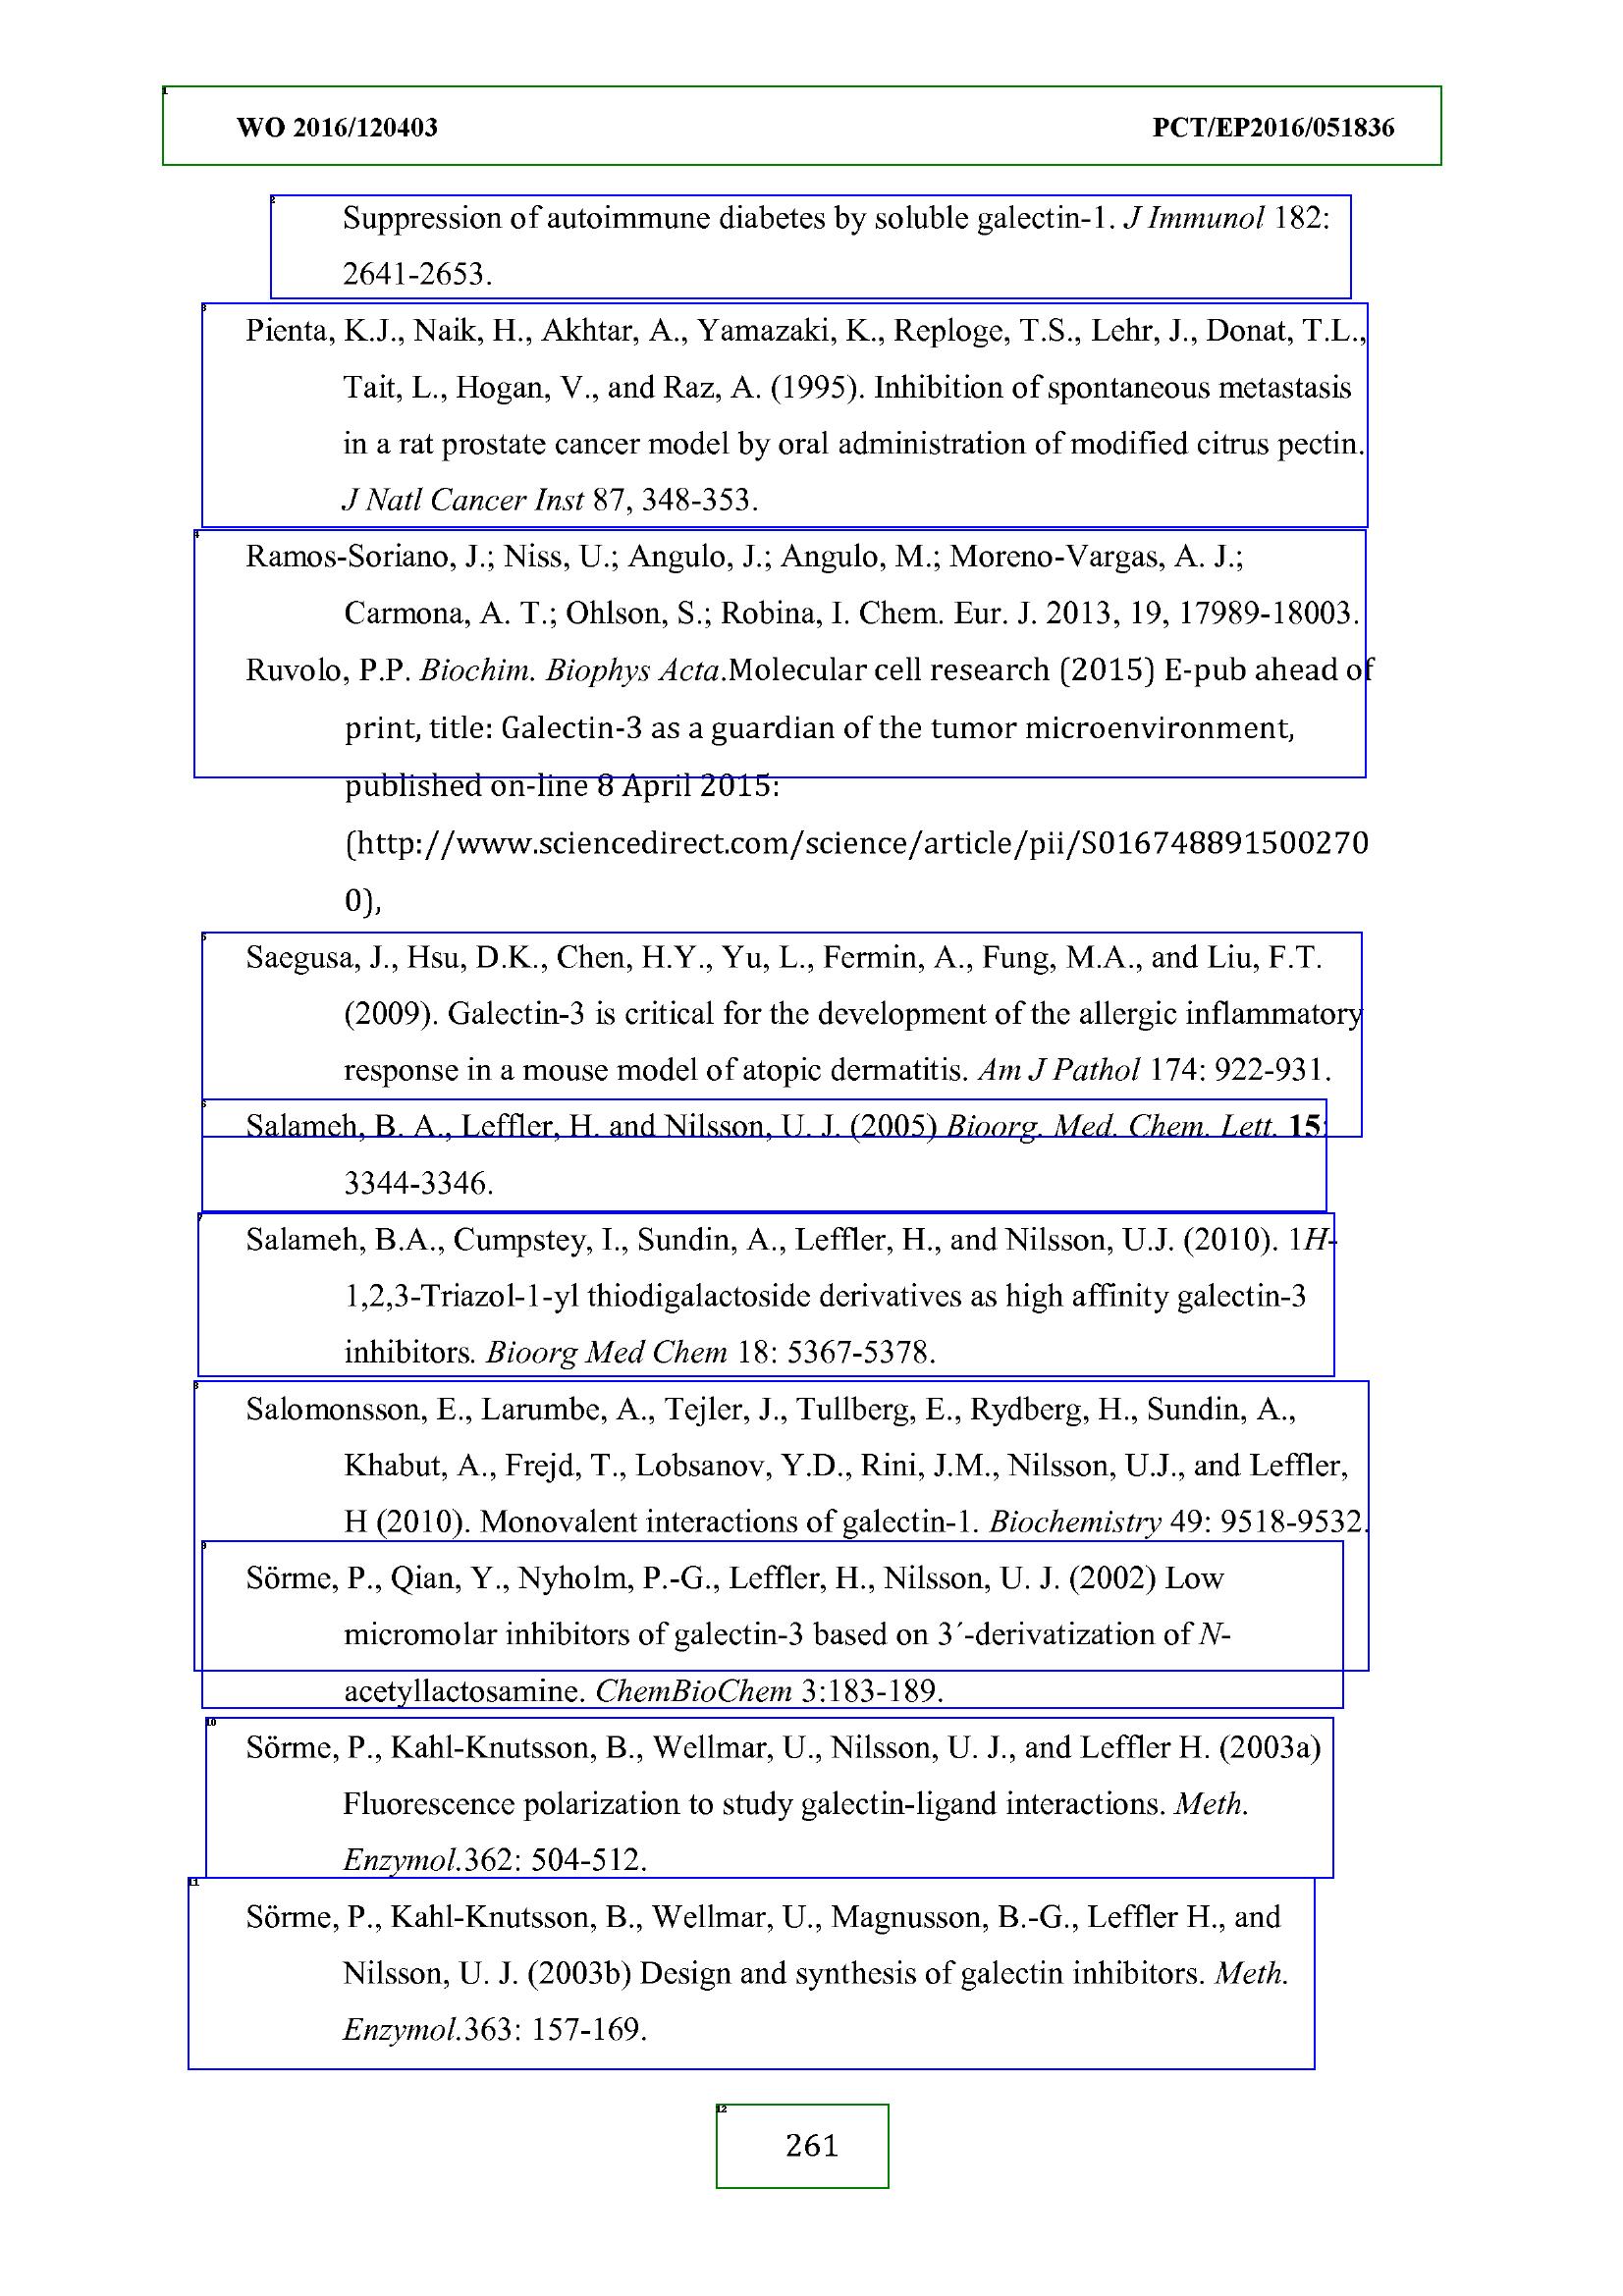 WO 2016/120403 PCT/EP2016/051836
Suppression of autoimmune diabetes by soluble galectin-1. J Immunol 182:
2641-2653.
Pienta, K.J., Naik, H., Akhtar, A., Yamazaki, K., Reploge, T.S., Lehr, J., Donat, T.L.,
Tait, L., Hogan, V., and Raz, A. (1995). Inhibition of spontaneous metastasis
in a rat prostate cancer model by oral administration of modified citrus pectin.
J Natl Cancer Inst 87, 348-353.
Ramos-Soriano, J.; Niss, U.; Angulo, J.; Angulo, M.; Moreno-Vargas, A. J.;
Carmona, A. T.; Ohlson, S.; Robina, I. Chem. Eur. J. 2013, 19, 17989-18003.
Ruvolo, P.P. Biochim. Biophys Acta.Molecular cell research (2015) E-pub ahead of
print, title: Galectin-3 as a guardian of the tumor microenvironment,
published on-line 8 April 2015:
(http://www.sciencedirect.com/science/article/pii/S016748891500270
0),
Saegusa, J., Hsu, D.K., Chen, H.Y., Yu, L., Fermin, A., Fung, M.A., and Liu, F.T.
(2009). Galectin-3 is critical for the development of the allergic inflammatory
response in a mouse model of atopic dermatitis. Am J Pathol 174: 922-931.
Salameh, B. A., Leffler, H. and Nilsson, U. J. (2005) Bioorg. Med. Chem. Lett. 15:
3344-3346.
Salameh, B.A., Cumpstey, I., Sundin, A., Leffler, H., and Nilsson, U.J. (2010). 1H-
1,2,3-Triazol-1-yl thiodigalactoside derivatives as high affinity galectin-3
inhibitors. Bioorg Med Chem 18: 5367-5378.
Salomonsson, E., Larumbe, A., Tejler, J., Tullberg, E., Rydberg, H., Sundin, A.,
Khabut, A., Frejd, T., Lobsanov, Y.D., Rini, J.M., Nilsson, U.J., and Leffler,
H (2010). Monovalent interactions of galectin-1. Biochemistry 49: 9518-9532.
Sörme, P., Qian, Y., Nyholm, P.-G., Leffler, H., Nilsson, U. J. (2002) Low
micromolar inhibitors of galectin-3 based on 3´-derivatization of N-
acetyllactosamine. ChemBioChem 3:183-189.
Sörme, P., Kahl-Knutsson, B., Wellmar, U., Nilsson, U. J., and Leffler H. (2003a)
Fluorescence polarization to study galectin-ligand interactions. Meth.
Enzymol.362: 504-512.
Sörme, P., Kahl-Knutsson, B., Wellmar, U., Magnusson, B.-G., Leffler H., and
Nilsson, U. J. (2003b) Design and synthesis of galectin inhibitors. Meth.
Enzymol.363: 157-169.
261